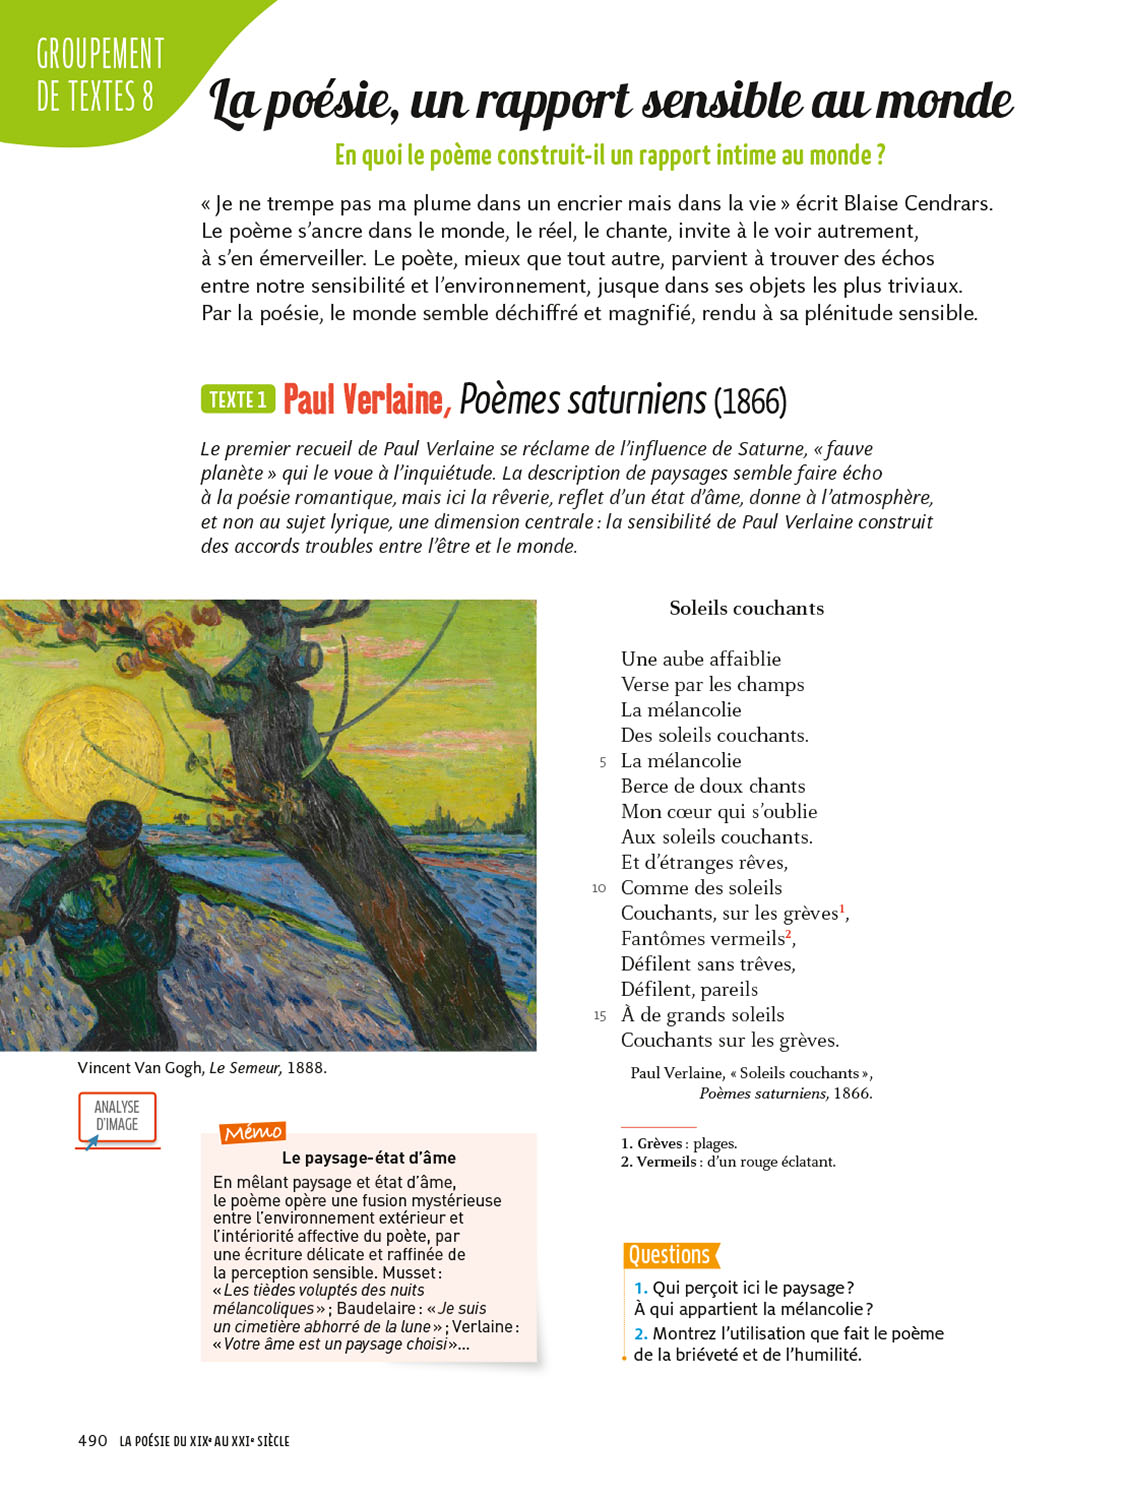 GROUPEMENT
DE TEXTES 8
La poésie, un rapport sensible au monde
En quoi le poème construit-il un rapport intime au monde ?
« Je ne trempe pas ma plume dans un encrier mais dans la vie » écrit Blaise Cendrars.
Le poème s’ancre dans le monde, le réel, le chante, invite à le voir autrement,
à s’en émerveiller. Le poète, mieux que tout autre, parvient à trouver des échos
entre notre sensibilité et l’environnement, jusque dans ses objets les plus triviaux.
Par la poésie, le monde semble déchiffré et magnifié, rendu à sa plénitude sensible.
TEXTE 1 Paul Verlaine, Poèmes saturniens (1866)
Le premier recueil de Paul Verlaine se réclame de l’influence de Saturne, « fauve
planète » qui le voue à l’inquiétude. La description de paysages semble faire écho
à la poésie romantique, mais ici la rêverie, reflet d’un état d’âme, donne à l’atmosphère,
et non au sujet lyrique, une dimension centrale : la sensibilité de Paul Verlaine construit
des accords troubles entre l’être et le monde.
Soleils couchants
Une aube affaiblie
Verse par les champs
La mélancolie
Des soleils couchants.
5 La mélancolie
Berce de doux chants
Mon cœur qui s’oublie
Aux soleils couchants.
Et d’étranges rêves,
10 Comme des soleils
Couchants, sur les grèves1,
Fantômes vermeils2,
Défilent sans trêves,
Défilent, pareils
15 À de grands soleils
Couchants sur les grèves.
Paul Verlaine, « Soleils couchants »,
Poèmes saturniens, 1866.
1. Grèves : plages.
2. Vermeils : d’un rouge éclatant.
Vincent Van Gogh, Le Semeur, 1888.
ANALYSE
D’IMAGE
Mémo
Le paysage-état d’âme
En mêlant paysage et état d’âme,
le poème opère une fusion mystérieuse
entre l’environnement extérieur et
l’intériorité affective du poète, par
une écriture délicate et raffinée de
la perception sensible. Musset :
« Les tièdes voluptés des nuits
mélancoliques » ; Baudelaire : « Je suis
un cimetière abhorré de la lune » ; Verlaine :
« Votre âme est un paysage choisi »...
Questions
1. Qui perçoit ici le paysage ?
À qui appartient la mélancolie ?
2. Montrez l’utilisation que fait le poème
de la briéveté et de l’humilité.
490 LA POÉSIE DU XIXe AU XXIe SIÈCLE